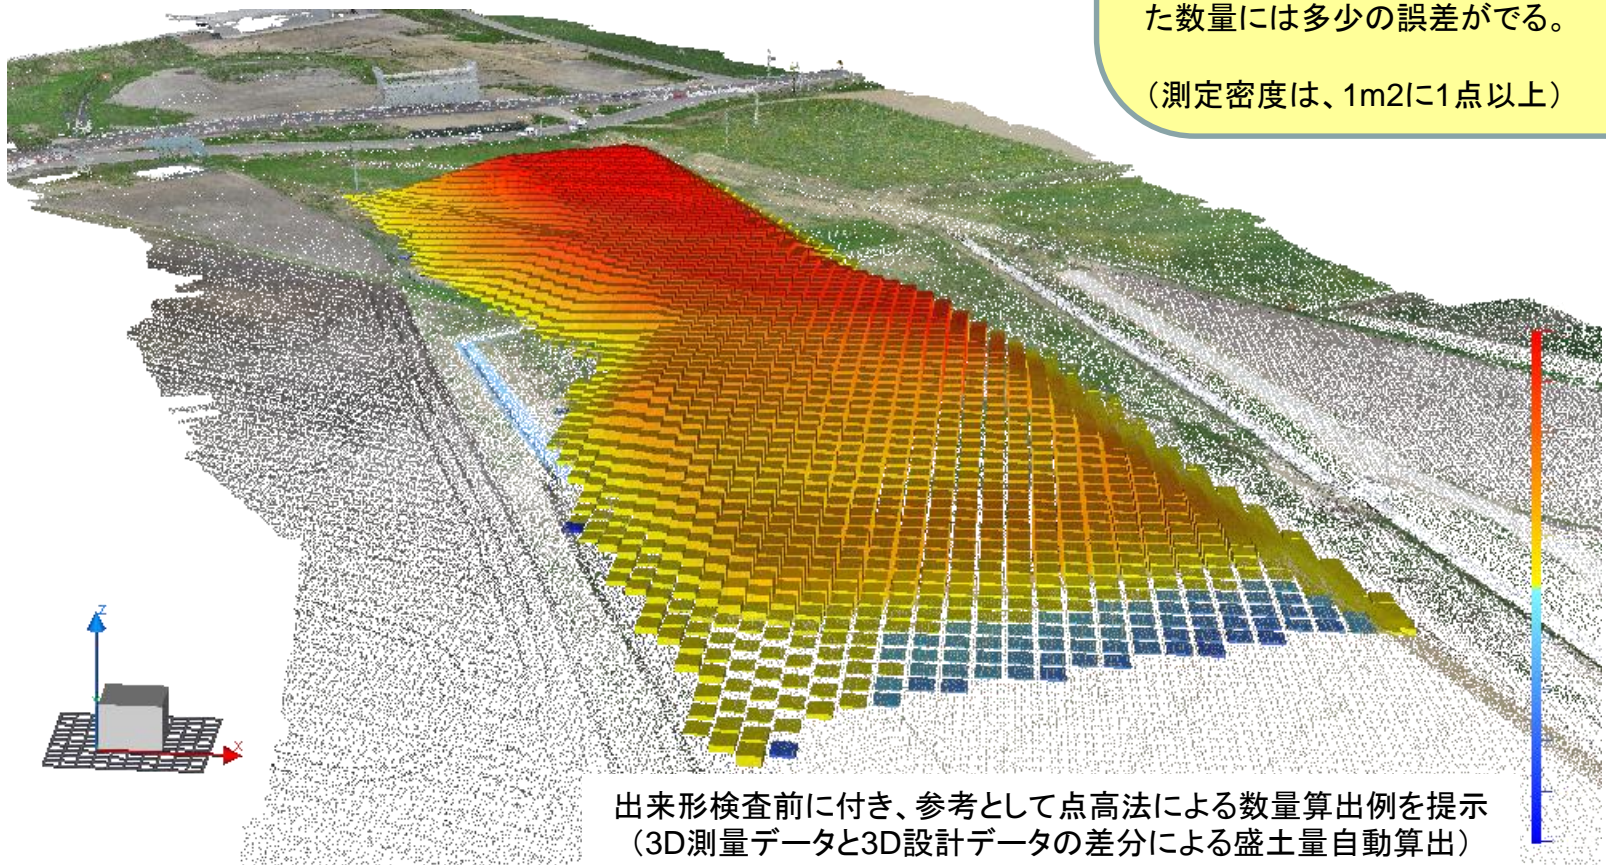 た数量には多少の誤差がでる。
（測定密度は、1m2に1点以上）
Z
X
出来形検査前に付き、参考として点高法による数量算出例を提示
（3D測量データと3D設計データの差分による盛土量自動算出）